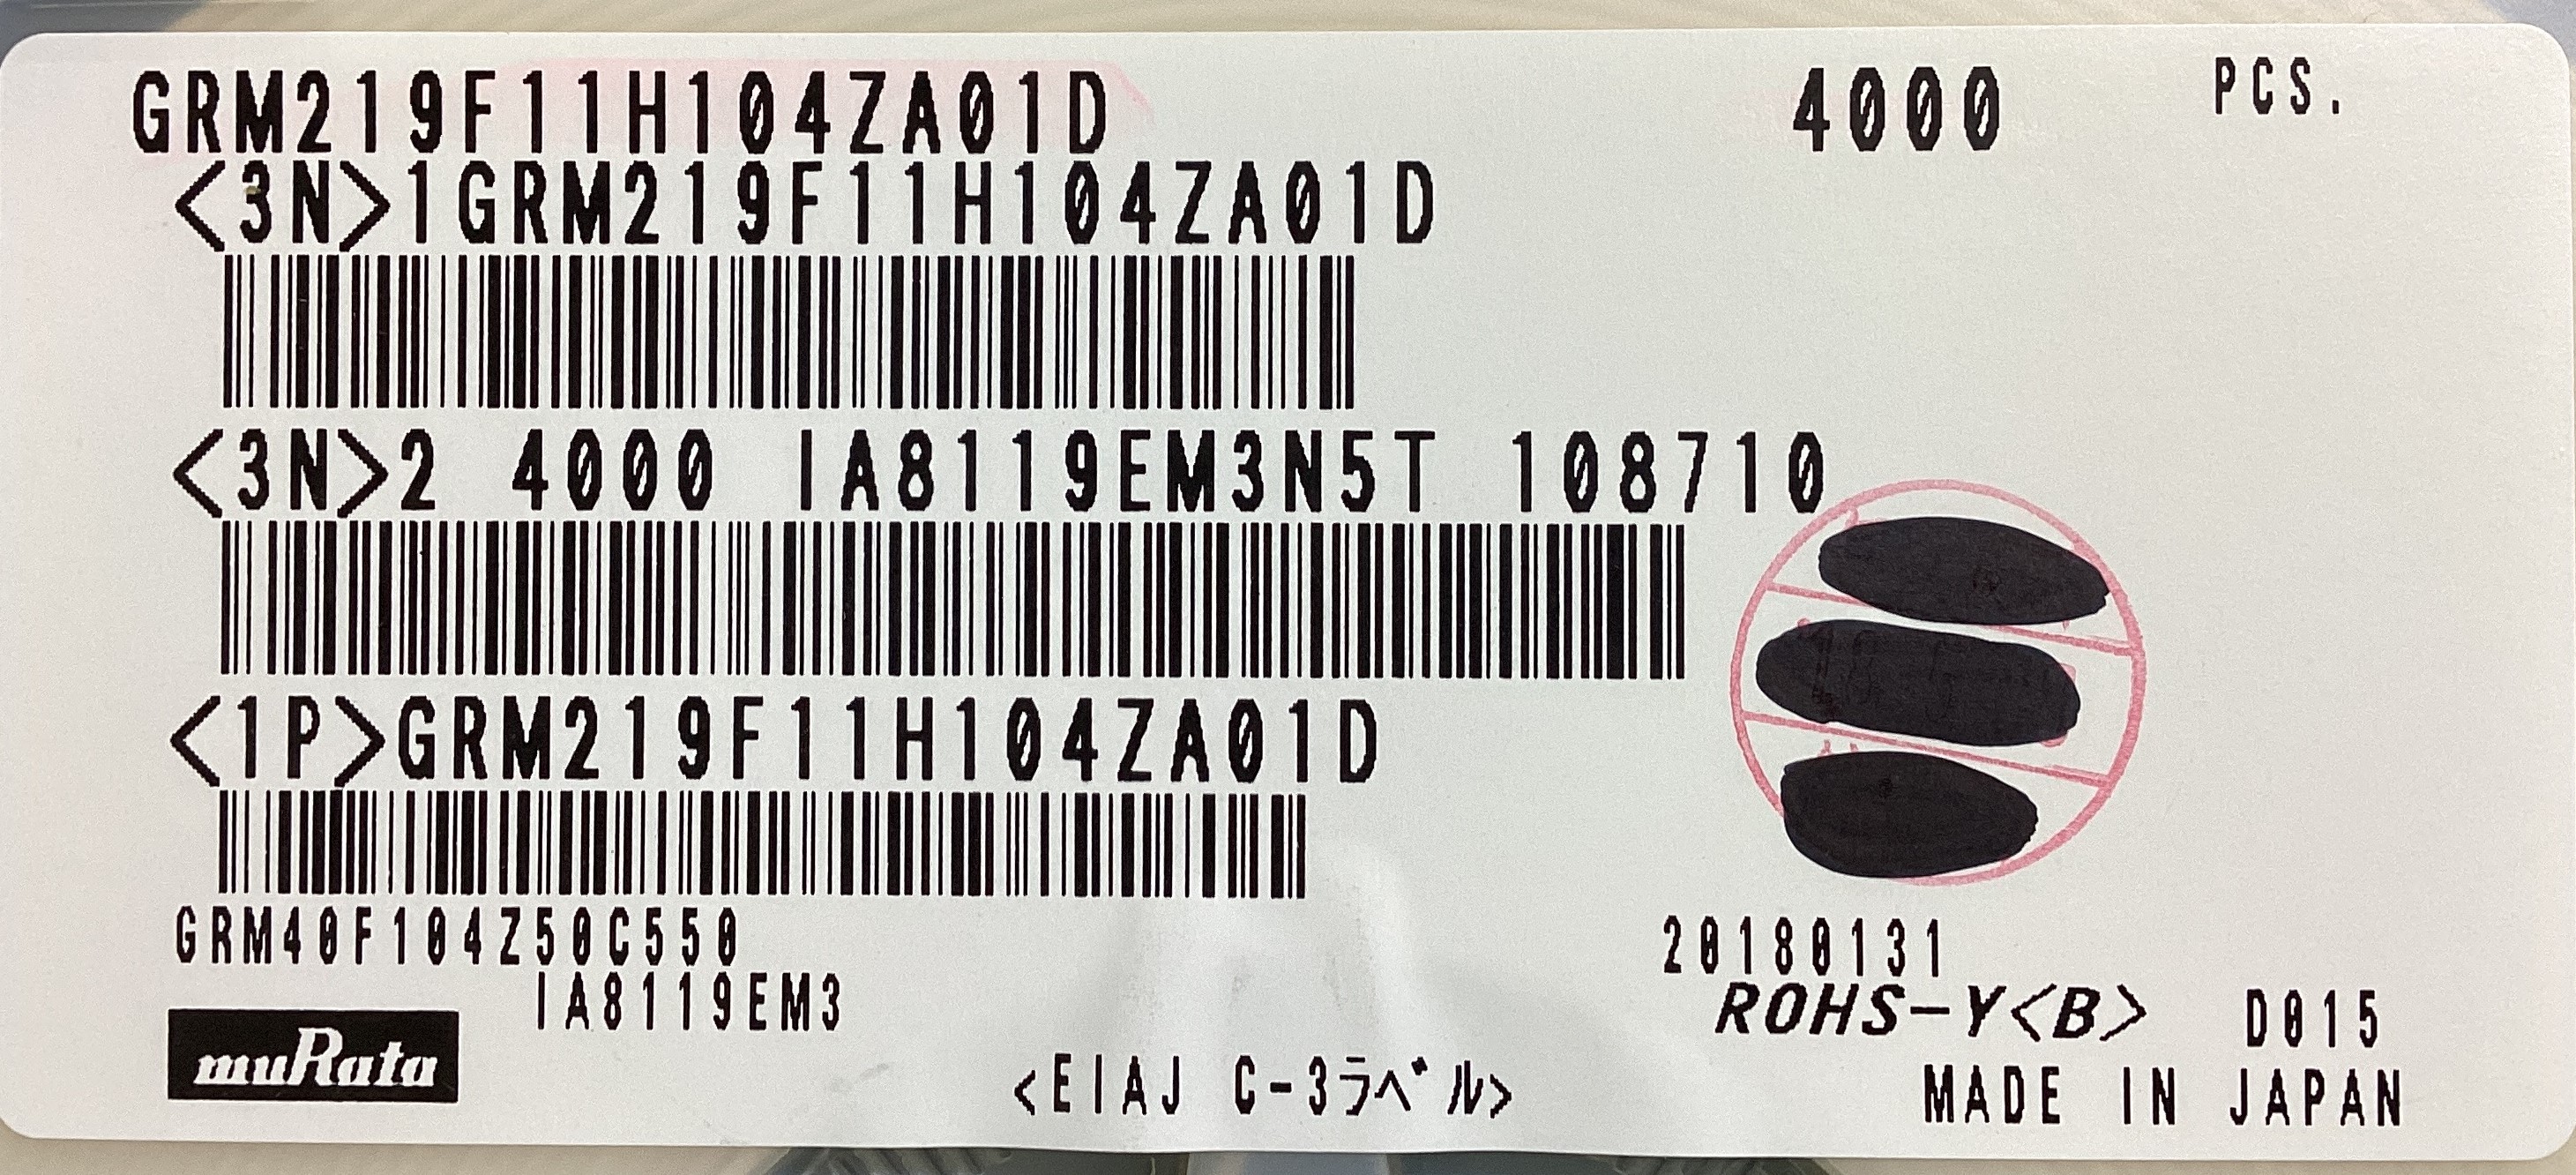 GRM219F11H104ZA01D 4000 PCS.
<3N>1GRM219F11H104ZA01D
<3N>2 4000 IA8119EM3N5T 108710
<1P>GRM219F11H104ZA01D
GRM40F104Z50C550
20180131
IA8119EM3
ROHS-Y<B> D015
muRata
<EIAJ C-3ラベル>
MADE IN JAPAN